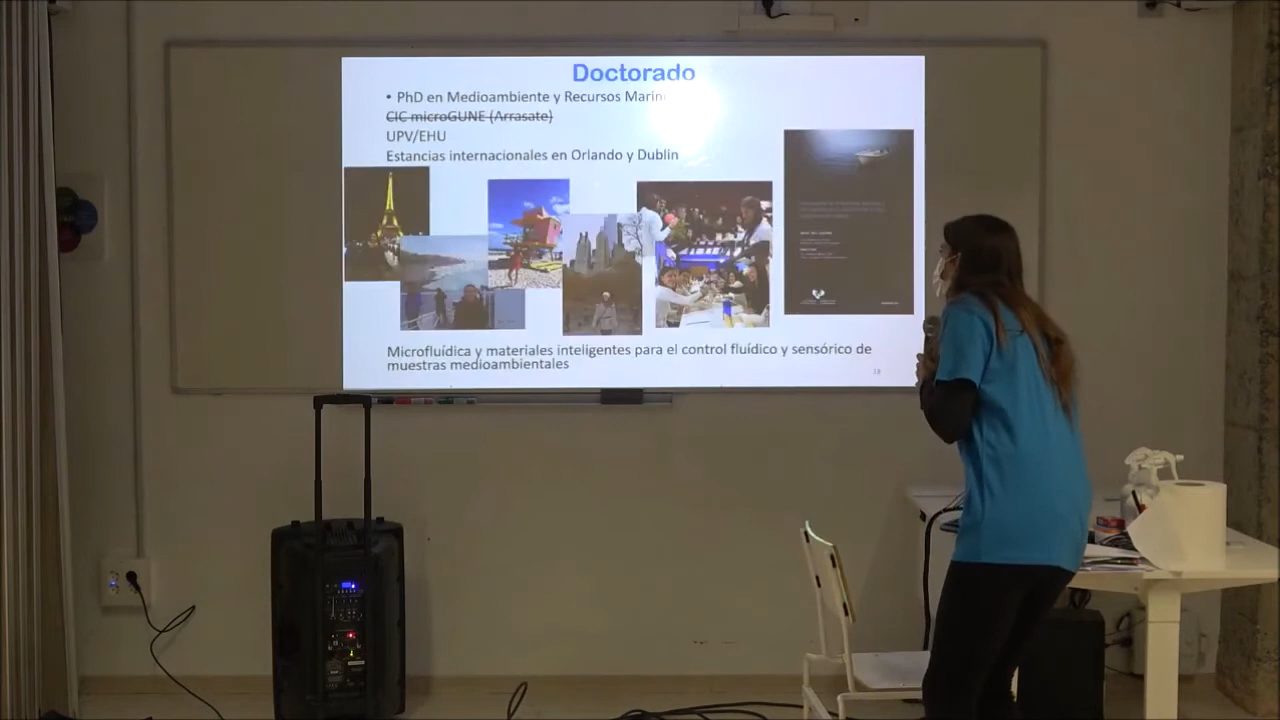 Doctorado
• PhD en Medioambiente y Recursos Marin
CIC microGUNE (Arrasate)
UPV/EHU
Estancias internacionales en Orlando y Dublín
Microfluídica y materiales inteligentes para el control fluídico y sensórico de
muestras medioambientales